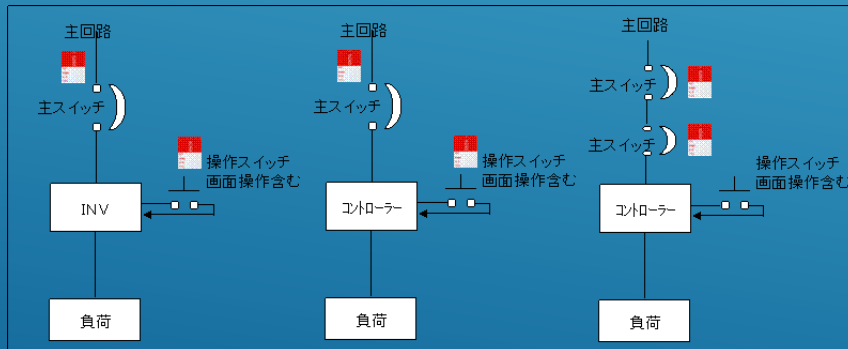 主回路
主スイッチ
操作スイッチ
画面操作含む
INV
負荷
主回路
主スイッチ
操作スイッチ
画面操作含む
コントローラー
負荷
主回路
主スイッチ
主スイッチ
操作スイッチ
画面操作含む
コントローラー
負荷